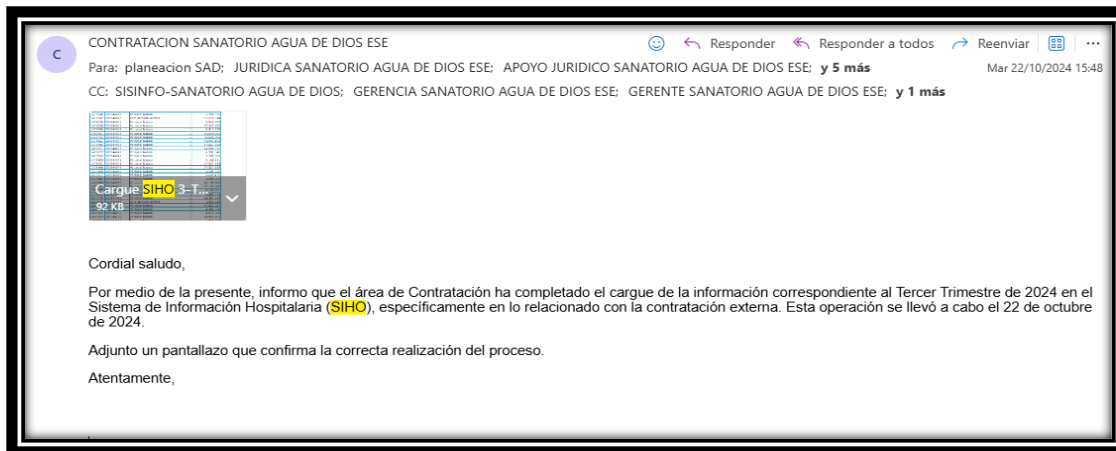 C
CONTRATACION SANATORIO AGUA DE DIOS ESE
Responder
Responder a todos
Reenviar
Para: planeacion SAD; JURIDICA SANATORIO AGUA DE DIOS ESE; APOYO JURIDICO SANATORIO AGUA DE DIOS ESE; y 5 más
Mar 22/10/2024 15:48
CC: SISINFO-SANATORIO AGUA DE DIOS; GERENCIA SANATORIO AGUA DE DIOS ESE; GERENTE SANATORIO AGUA DE DIOS ESE; y 1 más
Cargue SIHO 3-T...
92 KB
Cordial saludo,
Por medio de la presente, informo que el área de Contratación ha completado el cargue de la información correspondiente al Tercer Trimestre de 2024 en el
Sistema de Información Hospitalaria (SIHO), específicamente en lo relacionado con la contratación externa. Esta operación se llevó a cabo el 22 de octubre
de 2024.
Adjunto un pantallazo que confirma la correcta realización del proceso.
Atentamente,